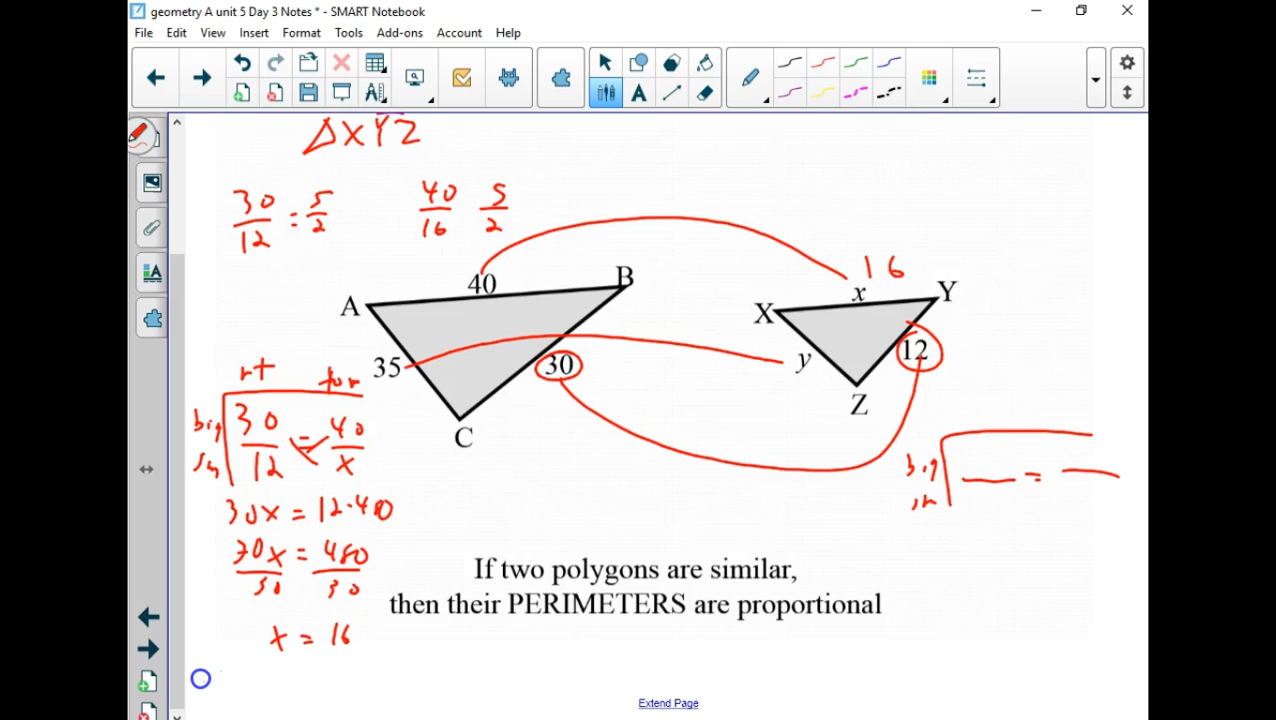 geometry A unit 5 Day 3 Notes * - SMART Notebook
File Edit View Insert Format Tools Add-ons Account Help
ΔXYZ
30/12 = 5/2
40/16 5/2
16
A 40 B
X x Y
35 30
y 12
C
Z
rt for
big 30/12 = 40/x
sm
30x = 12·40
30x = 480
30 30
x = 16
big
sm
=
If two polygons are similar,
then their PERIMETERS are proportional
Extend Page